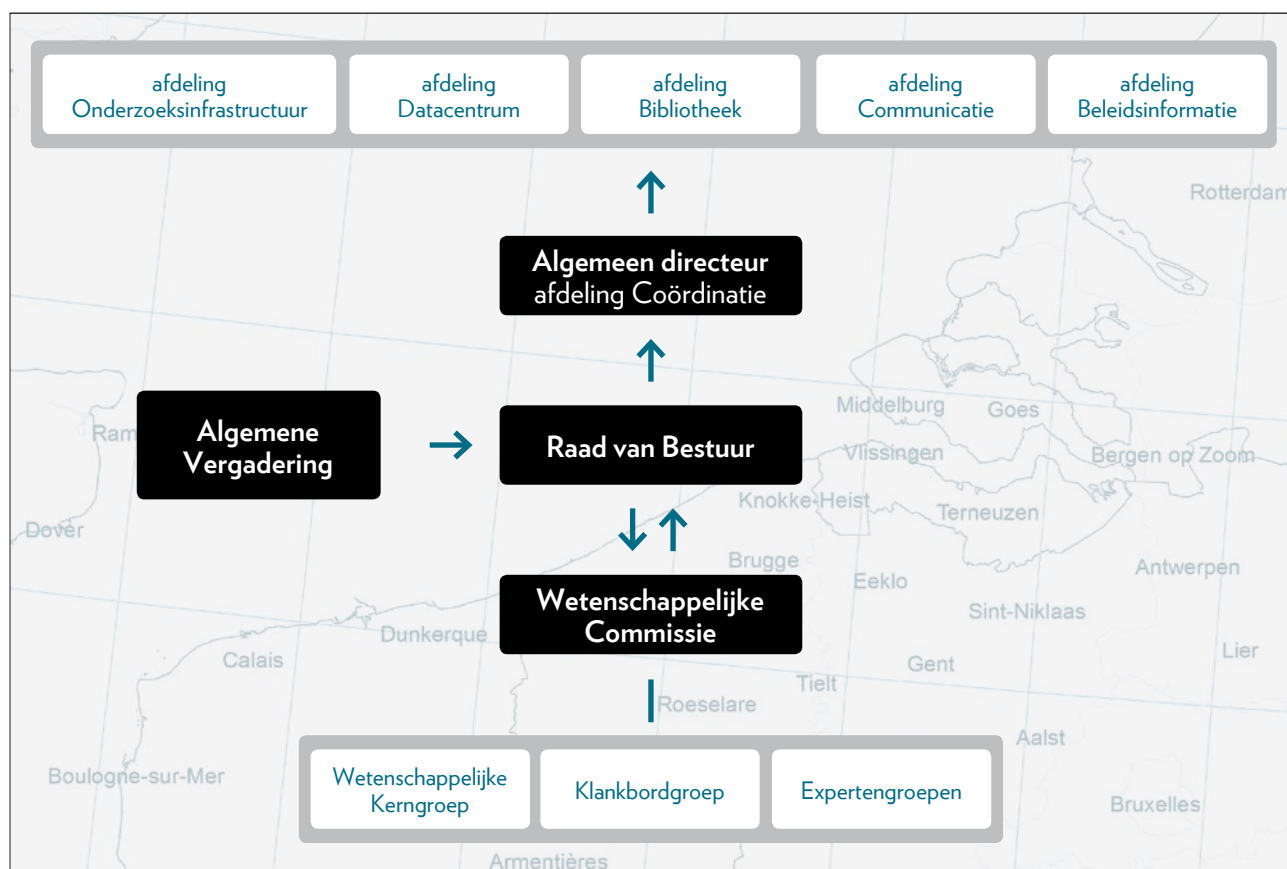 afdeling
Onderzoeksinfrastructuur
afdeling
Datacentrum
afdeling
Bibliotheek
afdeling
Communicatie
afdeling
Beleidsinformatie
Rotterdam
Algemeen directeur
afdeling Coördinatie
Algemene
Vergadering
Raad van Bestuur
Ram
Middelburg
Goes
Vlissingen
Bergen op Zoom
Knokke-Heist
Terneuzen
Dover
Brugge
Eeklo
Antwerpen
Wetenschappelijke
Commissie
Sint-Niklaas
Dunkerque
Calais
Gent
Lier
Tielt
Roeselare
Aalst
Boulogne-sur-Mer
Wetenschappelijke
Kerngroep
Klankbordgroep
Expertengroepen
Bruxelles
Armentières